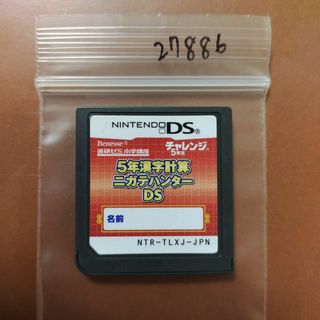 27886
NINTENDO DS
Benesse®
進研ゼミ 小学講座
チャレンジ
5年生
5年漢字計算
ニガテハンター
DS
名前
NTR-TLXJ-JPN